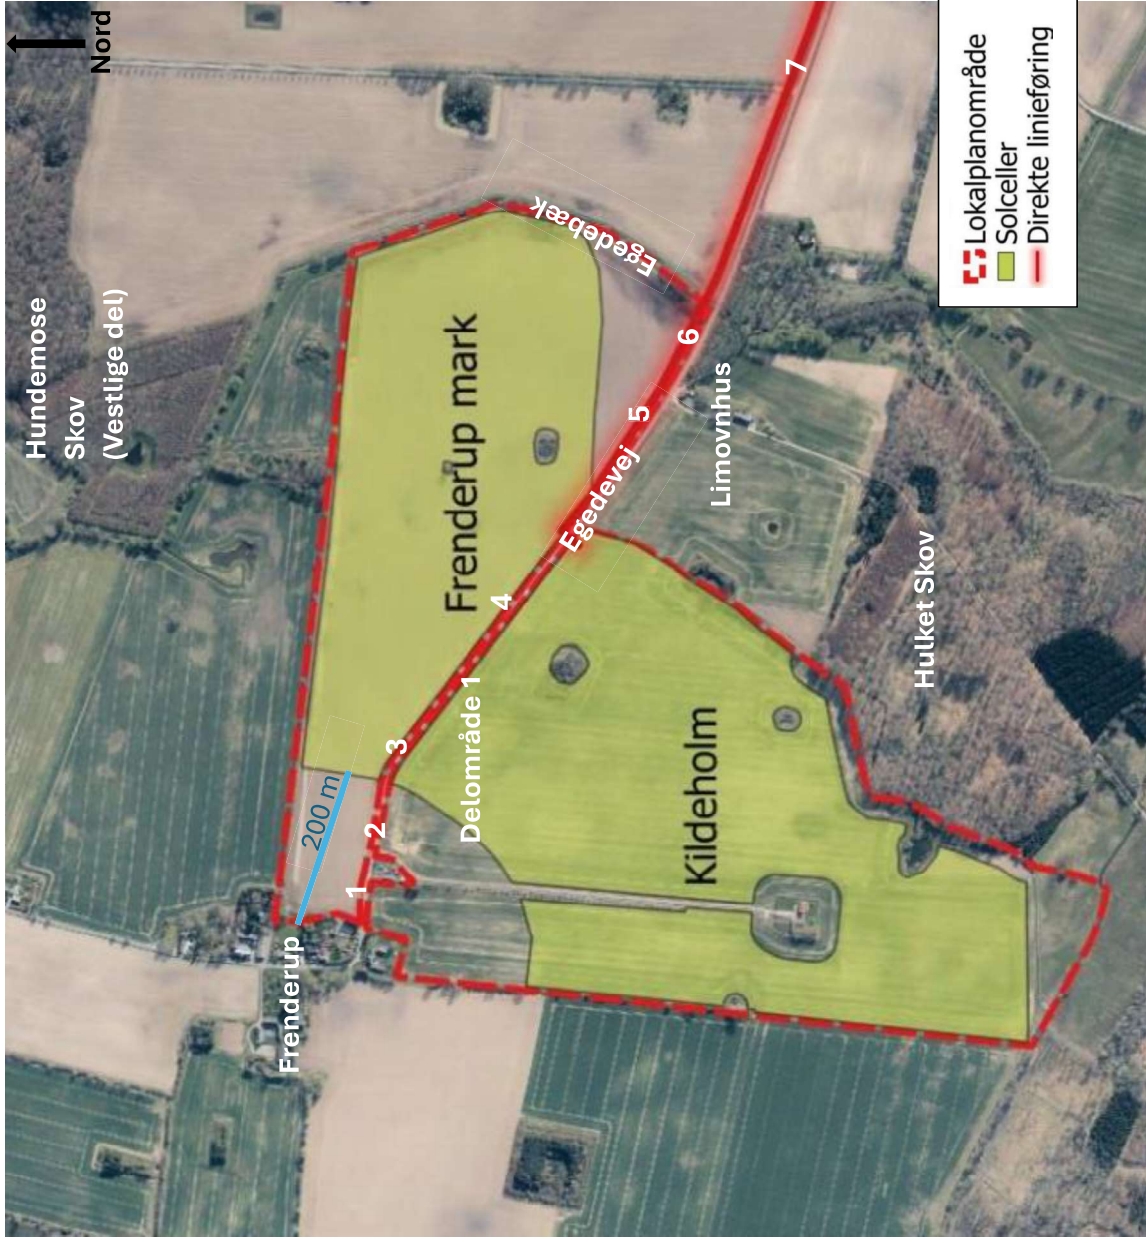 Nord
Hundemose
Skov
(Vestlige del)
Frenderup
200 m
Frenderup mark
Egedebæk
1
2
3
4
5
6
7
Egedevej
Delområde 1
Limovnhus
Kildeholm
Hulket Skov
Lokalplanområde
Solceller
Direkte linieføring